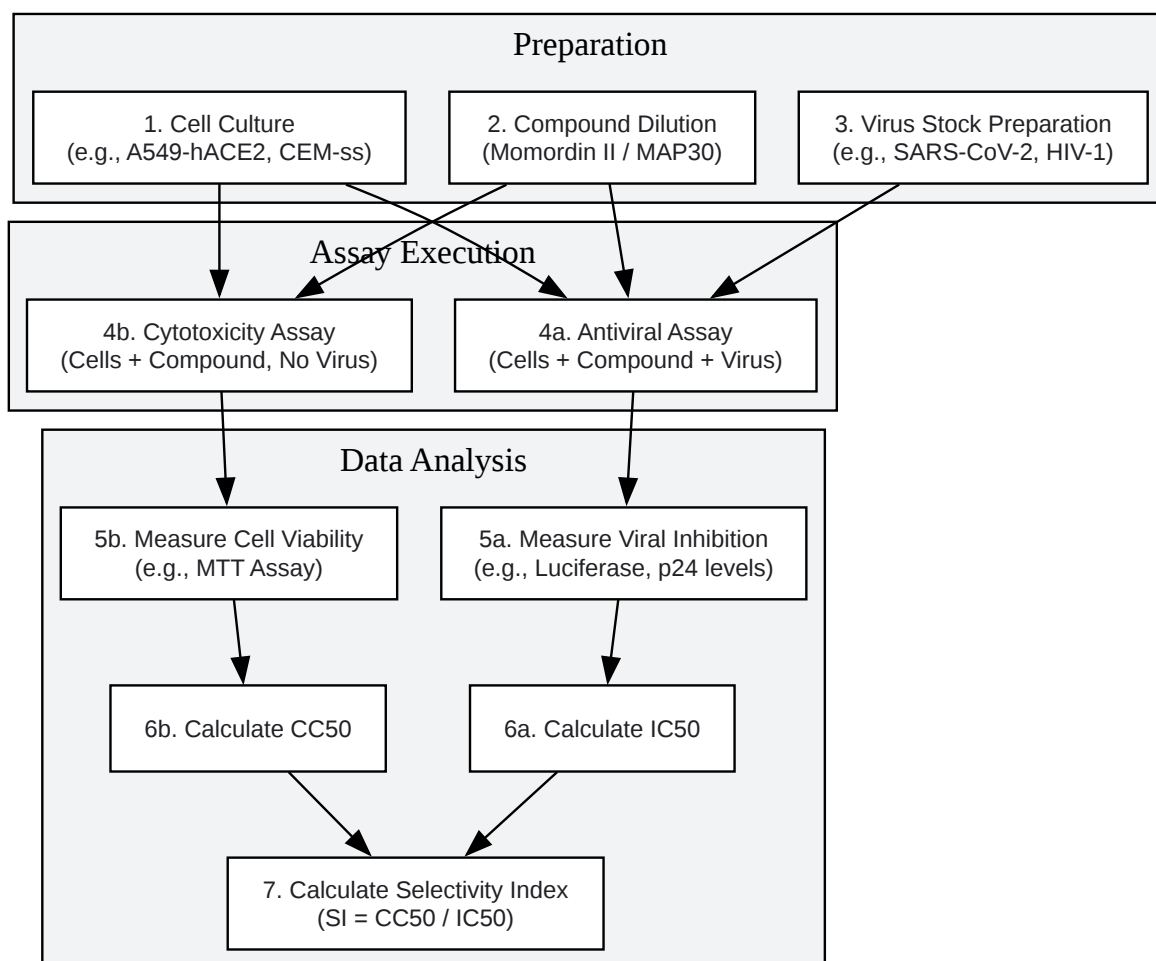 Preparation
1. Cell Culture
(e.g., A549-hACE2, CEM-ss)
2. Compound Dilution
(Momordin II / MAP30)
3. Virus Stock Preparation
(e.g., SARS-CoV-2, HIV-1)
Assay Execution
4b. Cytotoxicity Assay
(Cells + Compound, No Virus)
4a. Antiviral Assay
(Cells + Compound + Virus)
Data Analysis
5b. Measure Cell Viability
(e.g., MTT Assay)
5a. Measure Viral Inhibition
(e.g., Luciferase, p24 levels)
6b. Calculate CC50
6a. Calculate IC50
7. Calculate Selectivity Index
(SI = CC50 / IC50)